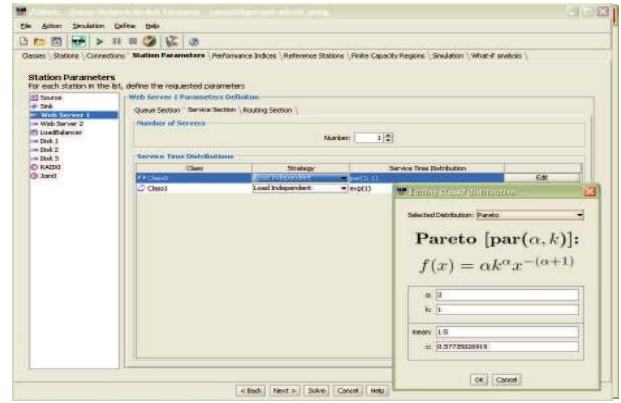 File Action Simulation Define Help
Classes Stations Connections Station Parameters Performance Indices Reference Stations Finite Capacity Regions Simulation What-if analysis
Station Parameters
For each station in the list, define the requested parameters
Source
Sink
Web Server 1
Web Server 2
LoadBalancer
Disk 1
Disk 2
Disk 3
Web Server 1 Parameters Definition
Queue Section Service Section Routing Section
Number of Servers
Number: 1
Service Time Distributions
Class Strategy Service Time Distribution
Class0 Load Independent par(3; 1) Edit
Class1 Load Independent exp(1)
Editing Class0 distribution...
Selected Distribution: Pareto
Pareto [par(α, k)]:
f(x) = αk^α x^−(α+1)
α: 3
k: 1
mean: 1.5
c: 0.57735026919
OK Cancel
< Back Next > Solve Cancel Help